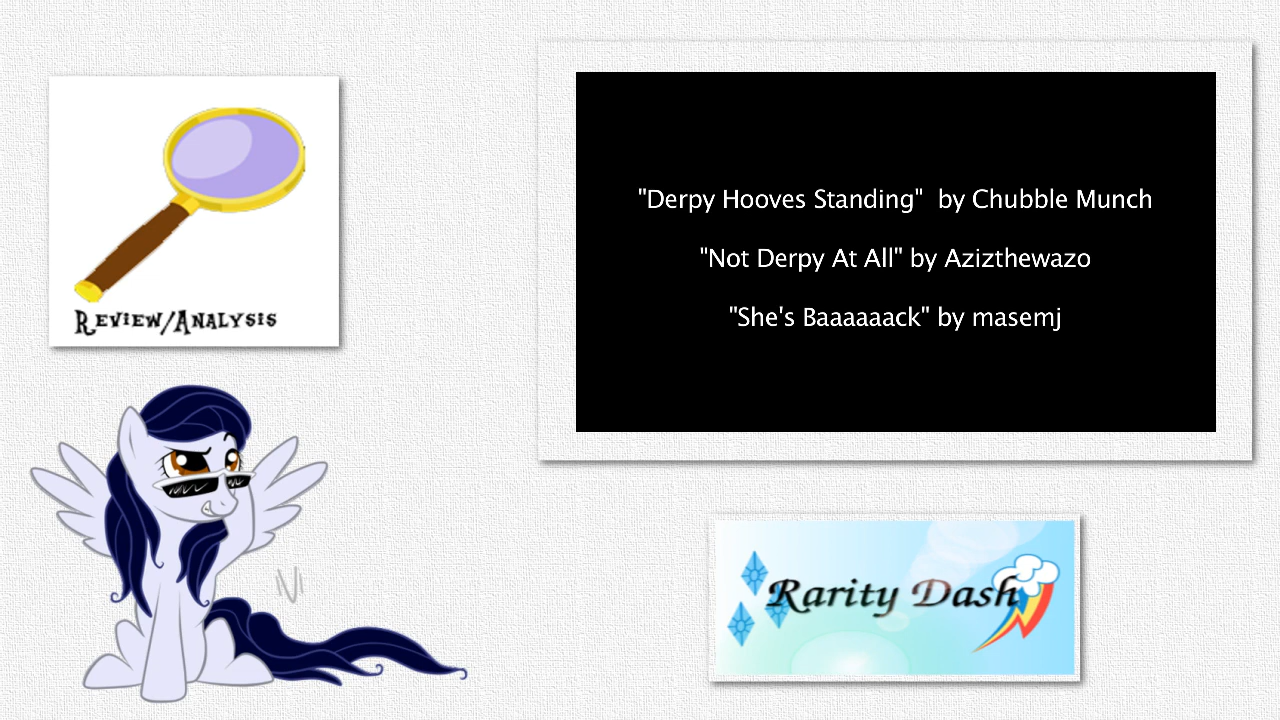 "Derpy Hooves Standing"  by Chubble Munch
"Not Derpy At All" by Azizthewazo
"She's Baaaaaack" by masemj
Review/Analysis
Rarity Dash